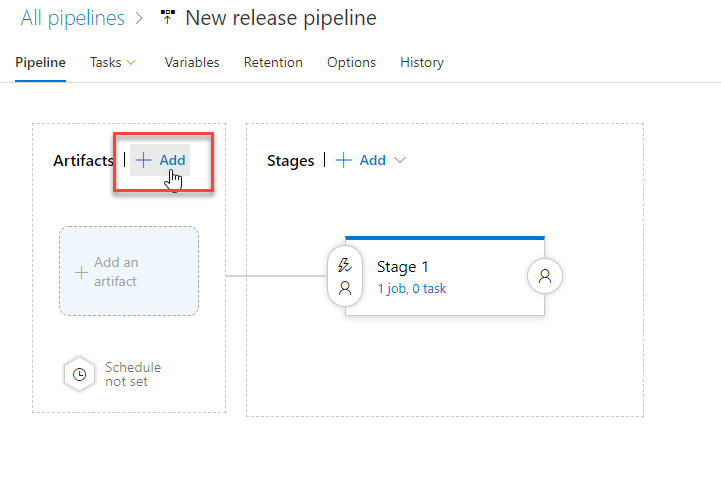 All pipelines > New release pipeline
Pipeline Tasks Variables Retention Options History
Artifacts | + Add
Stages | + Add
+ Add an
artifact
Stage 1
1 job, 0 task
Schedule
not set